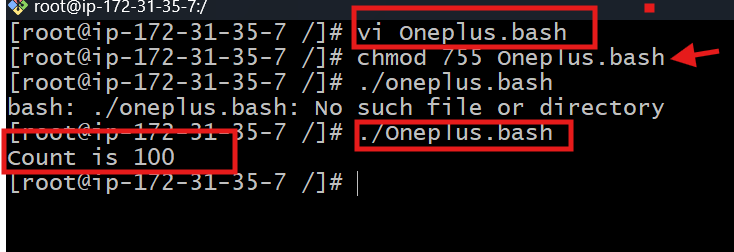 root@ip-172-31-35-7:/
[root@ip-172-31-35-7 /]# vi Oneplus.bash
[root@ip-172-31-35-7 /]# chmod 755 Oneplus.bash
[root@ip-172-31-35-7 /]# ./oneplus.bash
bash: ./oneplus.bash: No such file or directory
[root@ip-172-31-35-7 /]# ./Oneplus.bash
Count is 100
[root@ip-172-31-35-7 /]#